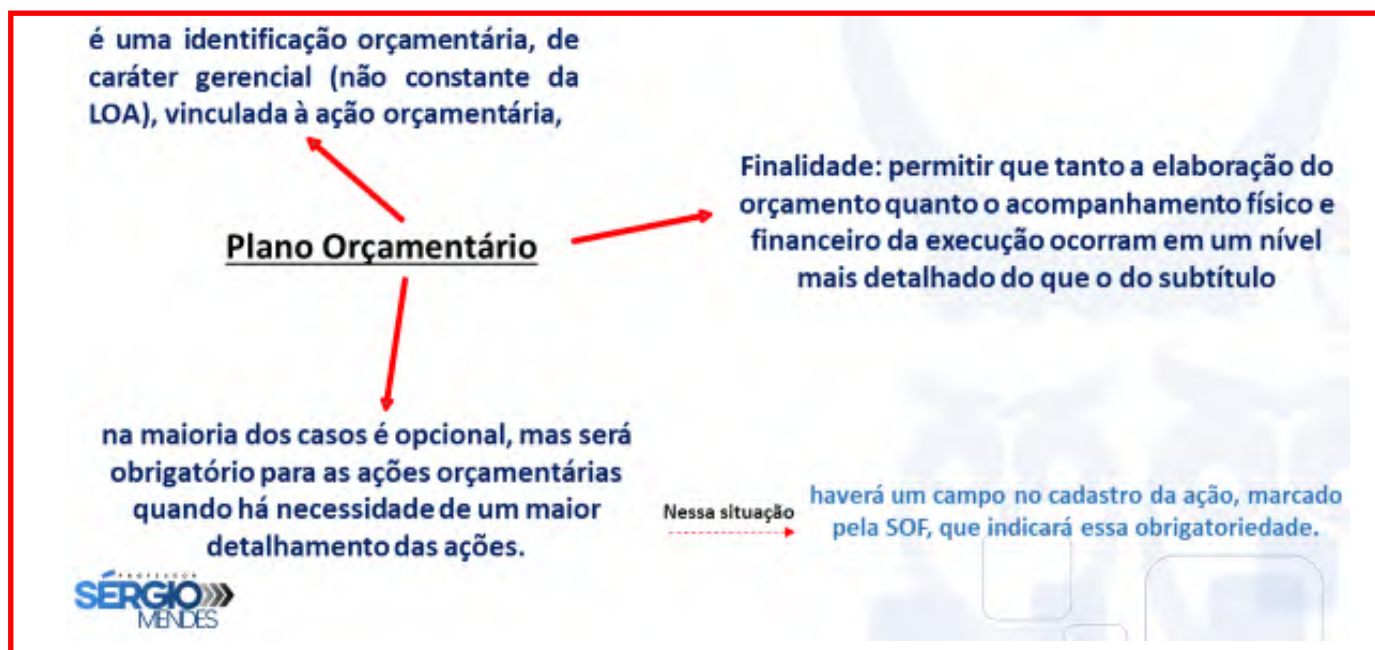 é uma identificação orçamentária, de
caráter gerencial (não constante da
LOA), vinculada à ação orçamentária,
Finalidade: permitir que tanto a elaboração do
orçamento quanto o acompanhamento físico e
financeiro da execução ocorram em um nível
mais detalhado do que o do subtítulo
Plano Orçamentário
na maioria dos casos é opcional, mas será
obrigatório para as ações orçamentárias
quando há necessidade de um maior
detalhamento das ações.
Nessa situação
haverá um campo no cadastro da ação, marcado
pela SOF, que indicará essa obrigatoriedade.
PROFESSOR
SÉRGIO
MENDES